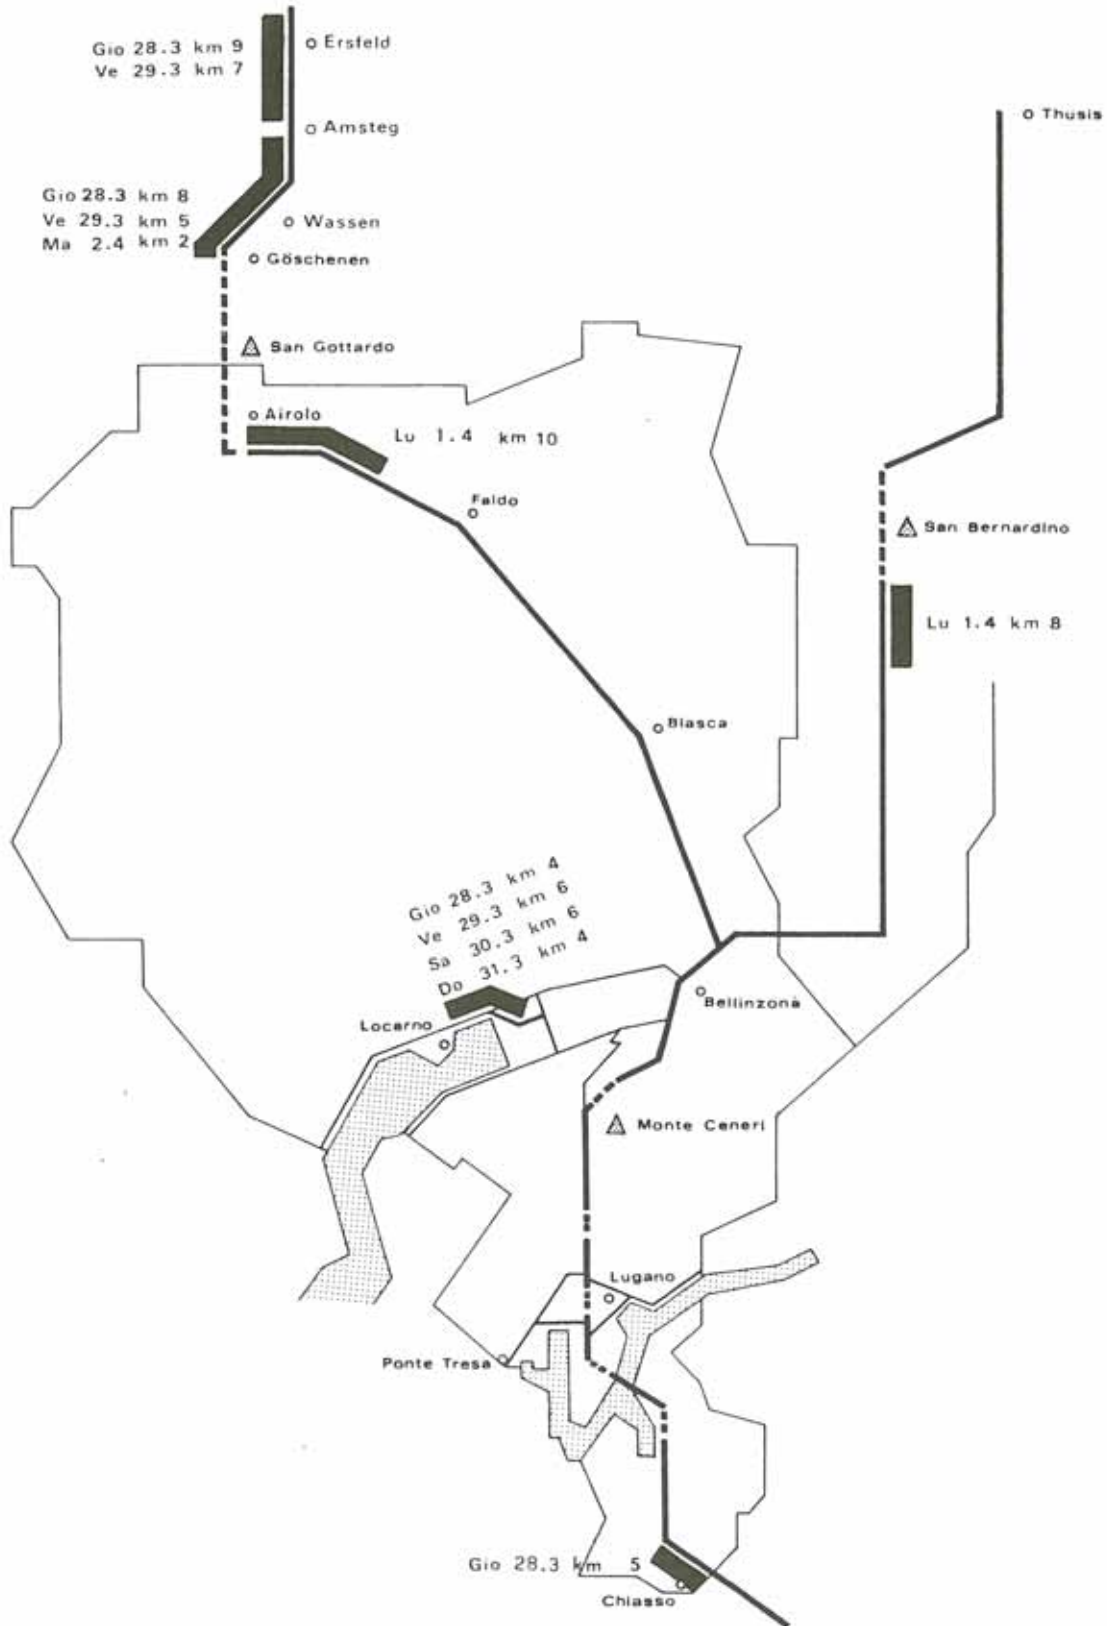 Gio 28.3 km 9
Ve 29.3 km 7
Ersfeld
Amsteg
Thusis
Gio 28.3 km 8
Ve 29.3 km 5
Ma 2.4 km 2
Wassen
Göschenen
San Gottardo
Airolo
Lu 1.4 km 10
Faido
San Bernardino
Lu 1.4 km 8
Biasca
Gio 28.3 km 4
Ve 29.3 km 6
Sa 30.3 km 6
Do 31.3 km 4
Bellinzona
Locarno
Monte Ceneri
Lugano
Ponte Tresa
Gio 28.3 km 5
Chiasso